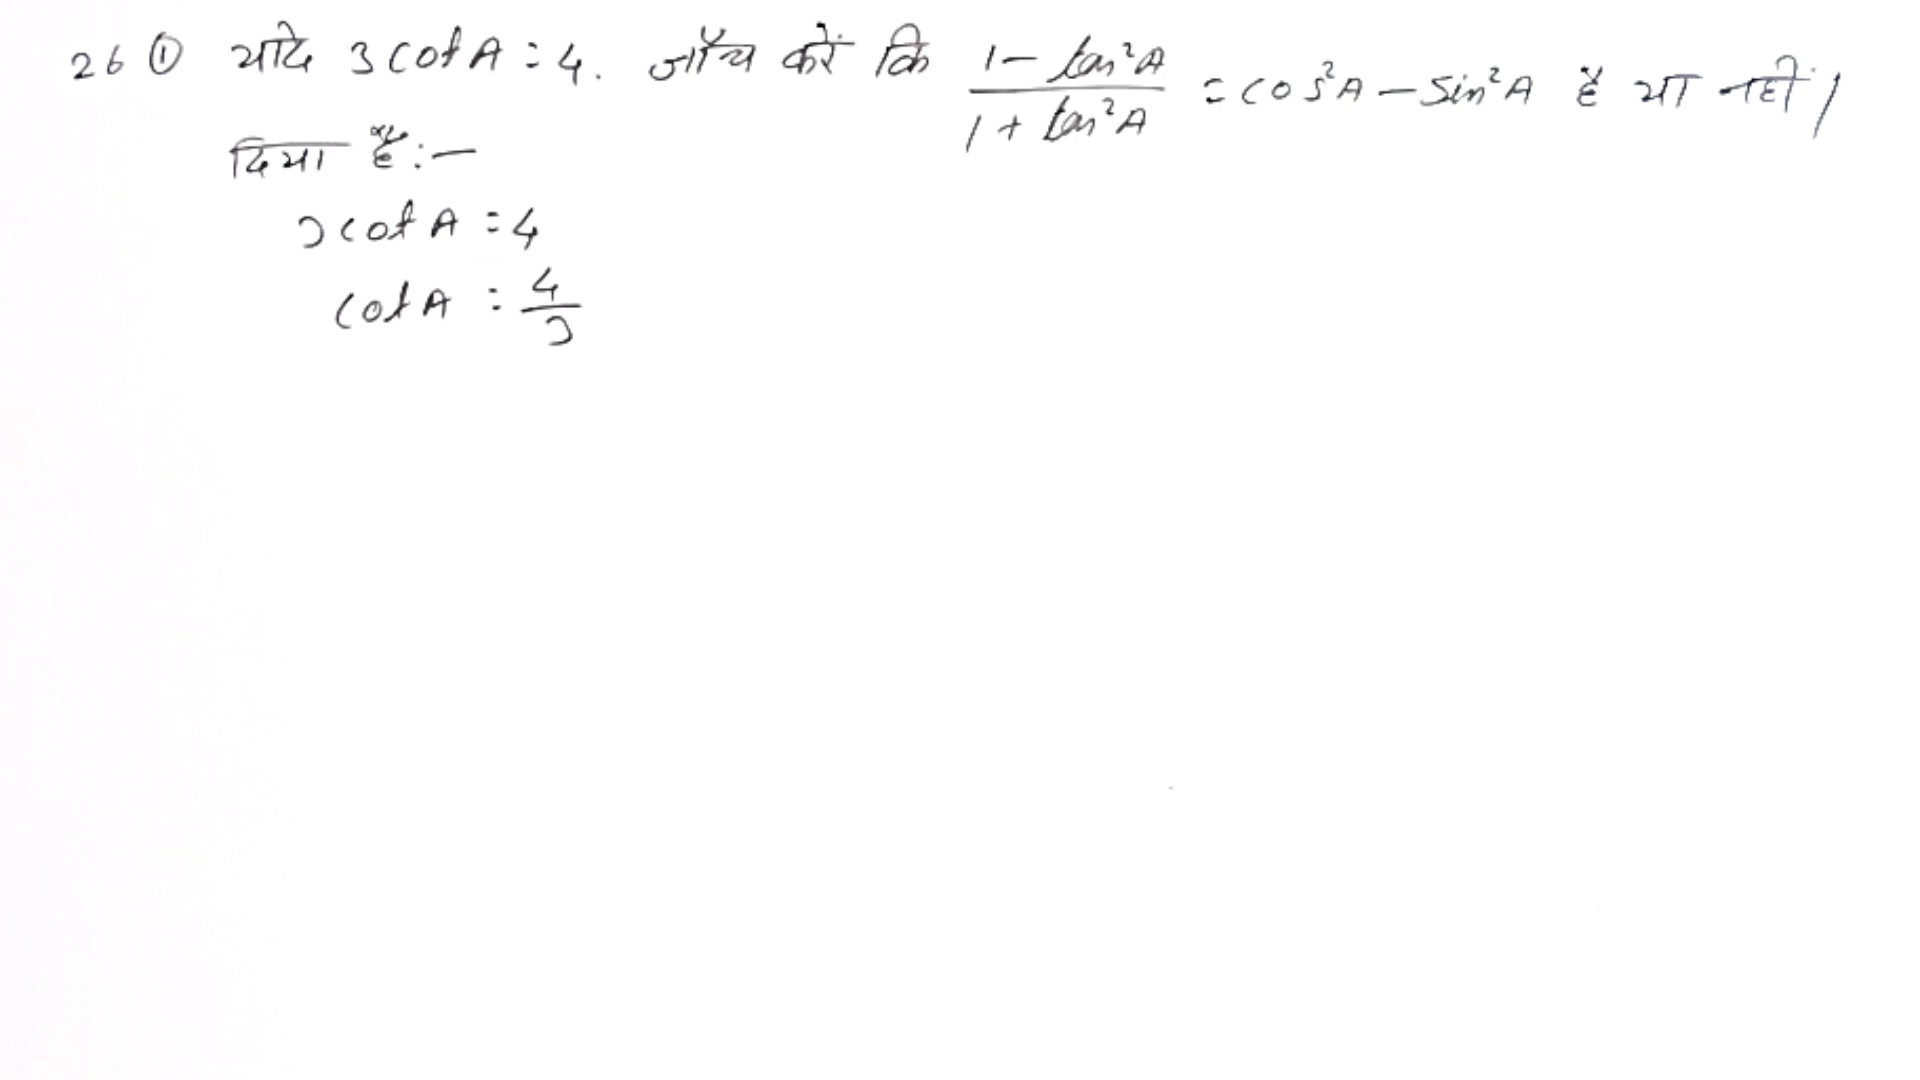 26 ① यदि 3 cot A = 4. जाँच करें कि (1 - tan²A)/(1 + tan²A) = cos²A - sin²A है या नहीं।
दिया है :-
3 cot A = 4
cot A = 4/3